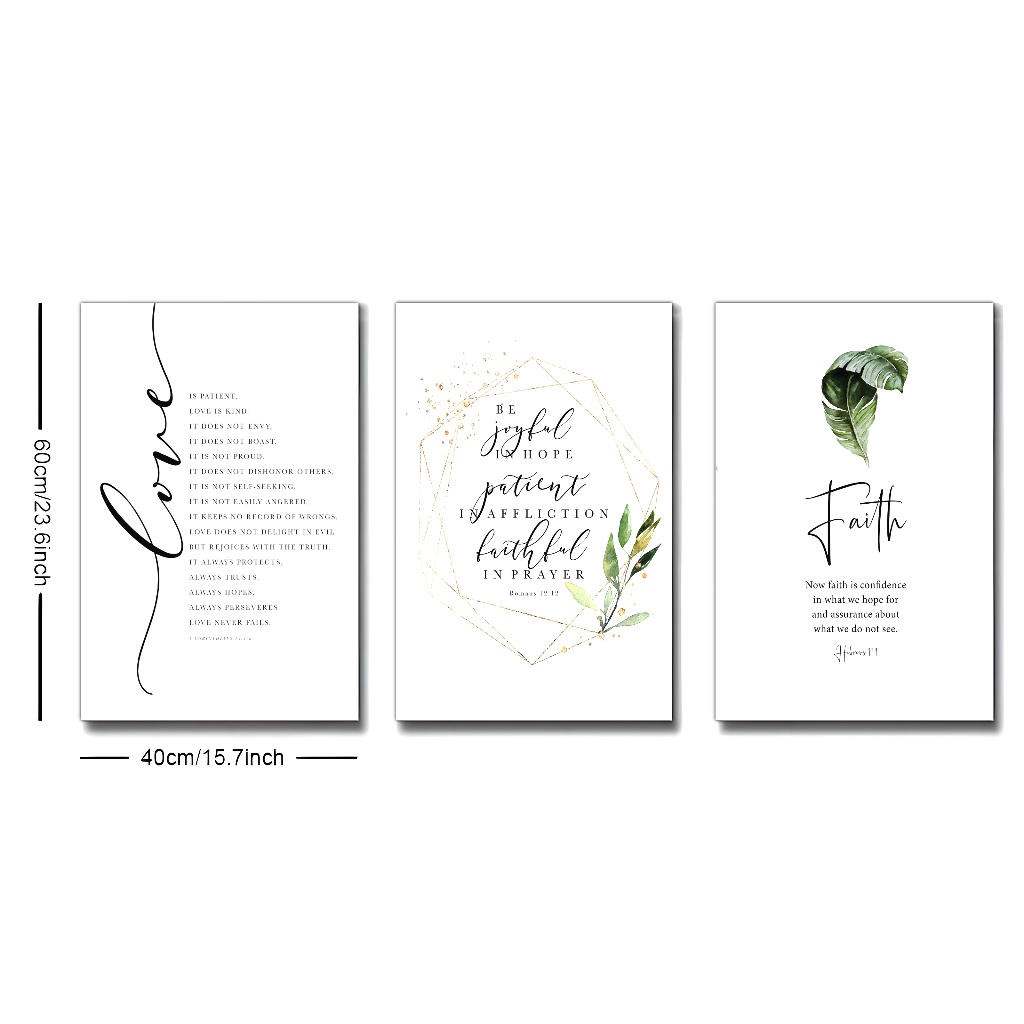 60cm/23.6inch
40cm/15.7inch
love
IS PATIENT,
LOVE IS KIND
IT DOES NOT ENVY,
IT DOES NOT BOAST,
IT IS NOT PROUD.
IT DOES NOT DISHONOR OTHERS,
IT IS NOT SELF-SEEKING,
IT IS NOT EASILY ANGERED,
IT KEEPS NO RECORD OF WRONGS.
LOVE DOES NOT DELIGHT IN EVIL
BUT REJOICES WITH THE TRUTH.
IT ALWAYS PROTECTS,
ALWAYS TRUSTS,
ALWAYS HOPES,
ALWAYS PERSEVERES.
LOVE NEVER FAILS.
BE
joyful
IN HOPE
patient
IN AFFLICTION
faithful
IN PRAYER
Romans 12:12
Faith
Now faith is confidence
in what we hope for
and assurance about
what we do not see.
Hebrews 11:1